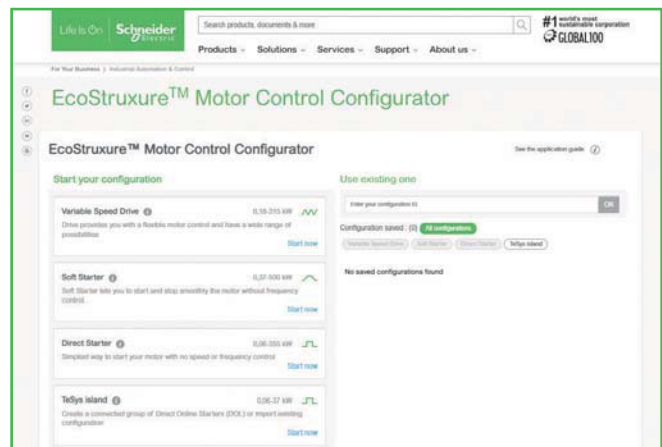 Life Is On | Schneider Electric
Search products, documents & more
#1 world's most sustainable corporation
GLOBAL100
Products
Solutions
Services
Support
About us
For Your Business > Industrial Automation & Control
EcoStruxure™ Motor Control Configurator
EcoStruxure™ Motor Control Configurator
See the application guide
Start your configuration
Variable Speed Drive
0,18-315 kW
Drive provides you with a flexible motor control and have a wide range of
possibilities
Start now
Soft Starter
0,37-500 kW
Soft Starter lets you to start and stop smoothly the motor without frequency
control.
Start now
Direct Starter
0,06-355 kW
Simplest way to start your motor with no speed or frequency control
Start now
TeSys island
0,06-37 kW
Create a connected group of Direct Online Starters (DOL) or import existing
configuration
Start now
Use existing one
Enter your configuration ID
OK
Configuration saved : (0) All configurations
Variable Speed Drive
Soft Starter
Direct Starter
TeSys island
No saved configurations found